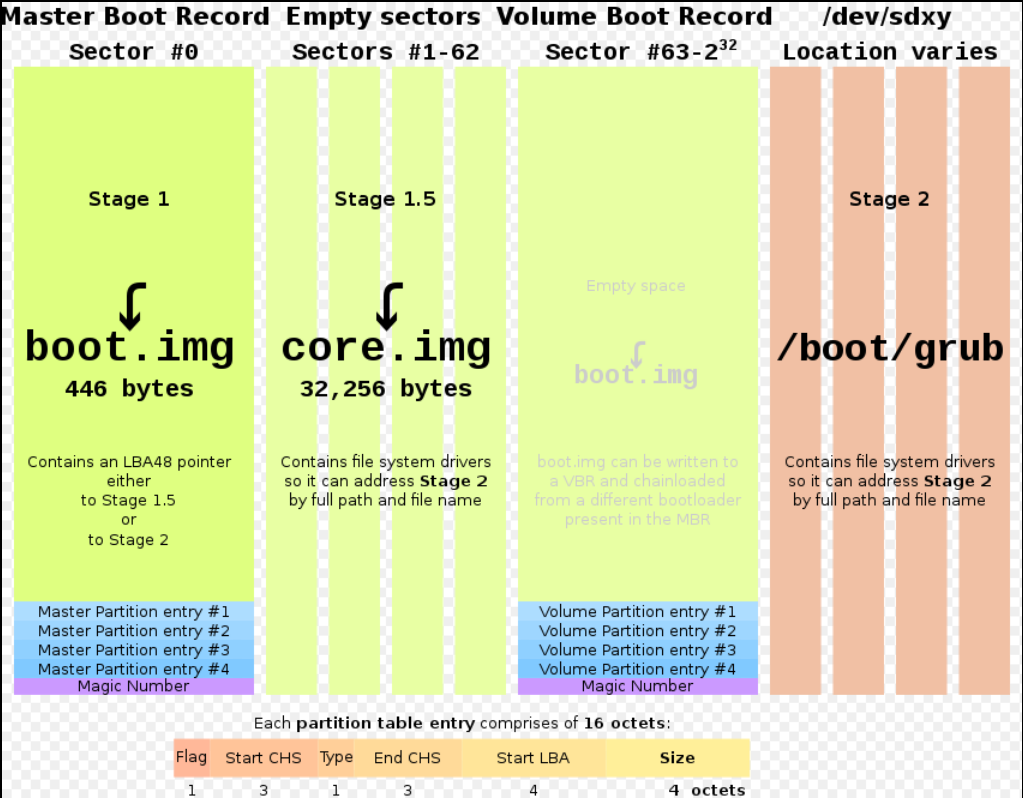 Master Boot Record
Sector #0
Stage 1
boot.img
446 bytes
Contains an LBA48 pointer
either
to Stage 1.5
or
to Stage 2
Master Partition entry #1
Master Partition entry #2
Master Partition entry #3
Master Partition entry #4
Magic Number
Empty sectors
Sectors #1-62
Stage 1.5
core.img
32,256 bytes
Contains file system drivers
so it can address Stage 2
by full path and file name
Volume Boot Record
Sector #63-2³²
Empty space
boot.img
boot.img can be written to
a VBR and chainloaded
from a different bootloader
present in the MBR
Volume Partition entry #1
Volume Partition entry #2
Volume Partition entry #3
Volume Partition entry #4
Magic Number
/dev/sdxy
Location varies
Stage 2
/boot/grub
Contains file system drivers
so it can address Stage 2
by full path and file name
Each partition table entry comprises of 16 octets:
Flag Start CHS Type End CHS Start LBA Size
1 3 1 3 4 4 octets